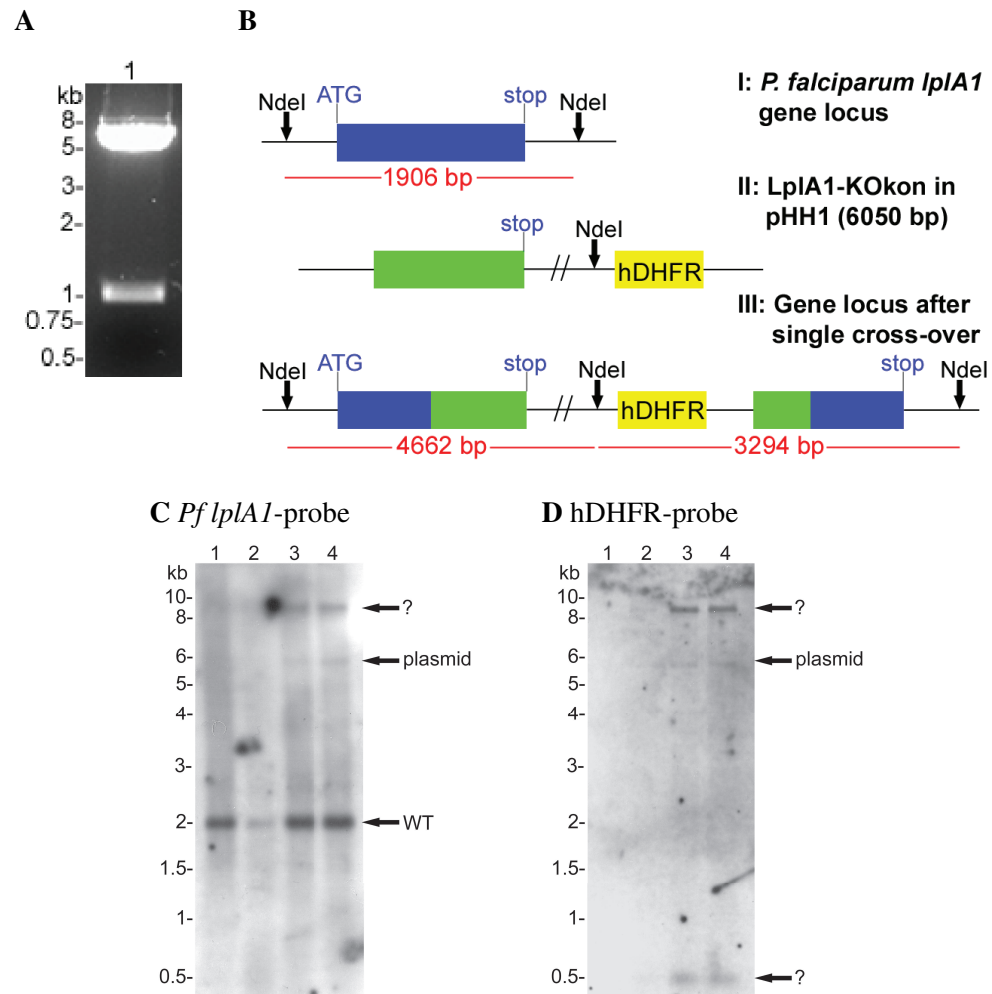 A
1
kb
8-
5-
3-
2-
1-
0.75-
0.5-
B
NdeI
ATG
stop
NdeI
1906 bp
I: P. falciparum lplA1
gene locus
stop
NdeI
//
hDHFR
II: LplA1-KOkon in
pHH1 (6050 bp)
III: Gene locus after
single cross-over
NdeI
ATG
stop
NdeI
stop
NdeI
//
hDHFR
4662 bp
3294 bp
C Pf lplA1-probe
1 2 3 4
kb
10-
8-
6-
5-
4-
3-
2-
1.5-
1-
0.5-
?
plasmid
WT
D hDHFR-probe
1 2 3 4
kb
10-
8-
6-
5-
4-
3-
2-
1.5-
1-
0.5-
?
plasmid
?